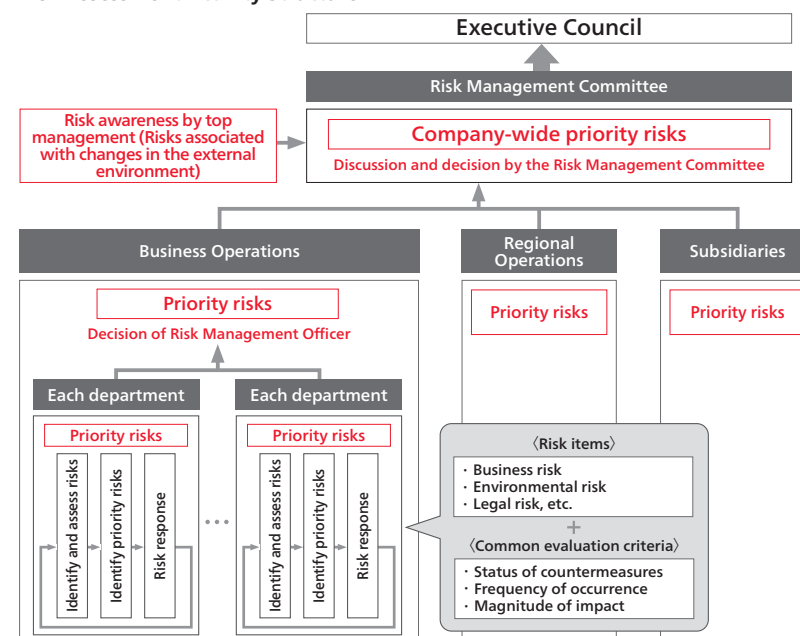 Executive Council
Risk Management Committee
Risk awareness by top
management (Risks associated
with changes in the external
environment)
Company-wide priority risks
Discussion and decision by the Risk Management Committee
Business Operations
Regional
Operations
Subsidiaries
Priority risks
Decision of Risk Management Officer
Priority risks
Priority risks
Each department
Each department
Priority risks
Identify and assess risks
Identify priority risks
Risk response
...
Priority risks
Identify and assess risks
Identify priority risks
Risk response
〈Risk items〉
・Business risk
・Environmental risk
・Legal risk, etc.
+
〈Common evaluation criteria〉
・Status of countermeasures
・Frequency of occurrence
・Magnitude of impact